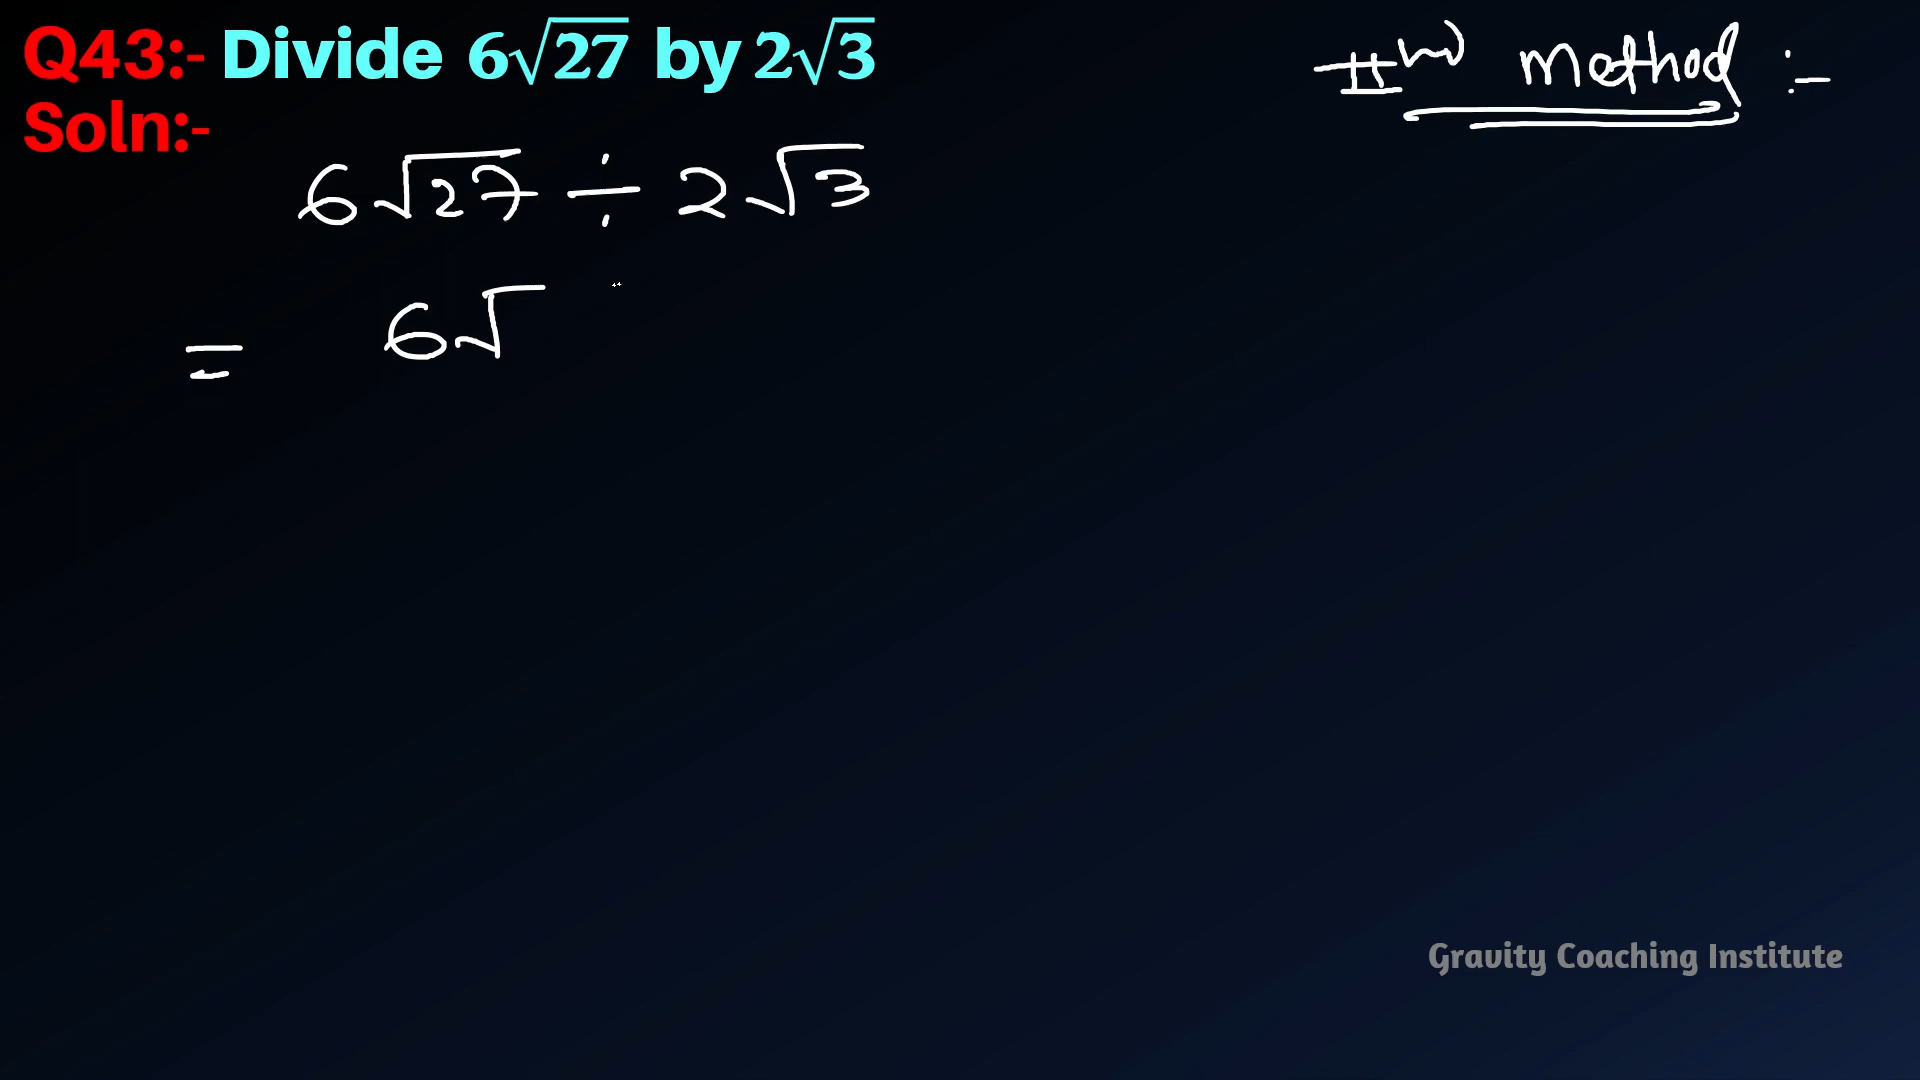 Q43:- Divide 6√27 by 2√3
Soln:-
6√27 ÷ 2√3
= 6√
IInd method :-
Gravity Coaching Institute